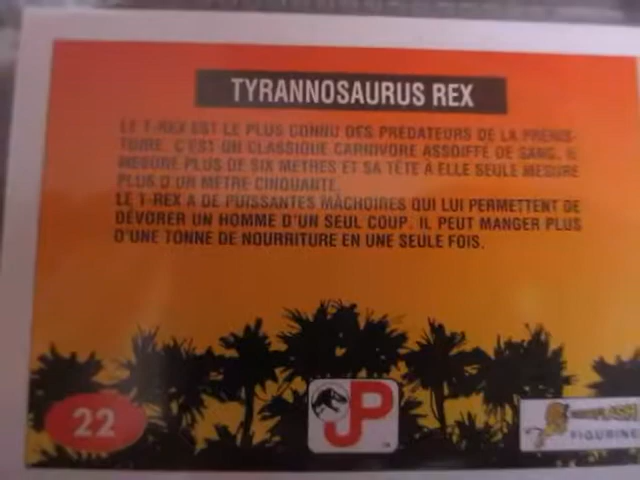 TYRANNOSAURUS REX
LE T-REX EST LE PLUS CONNU DES PREDATEURS DE LA PREHIS-
TOIRE. C'EST UN CLASSIQUE CARNIVORE ASSOIFFE DE SANG. IL
MESURE PLUS DE SIX METRES ET SA TÊTE À ELLE SEULE MESURE
PLUS D'UN METRE CINQUANTE.
LE T-REX A DE PUISSANTES MÂCHOIRES QUI LUI PERMETTENT DE
DÉVORER UN HOMME D'UN SEUL COUP. IL PEUT MANGER PLUS
D'UNE TONNE DE NOURRITURE EN UNE SEULE FOIS.
22
JP
FIGURINE